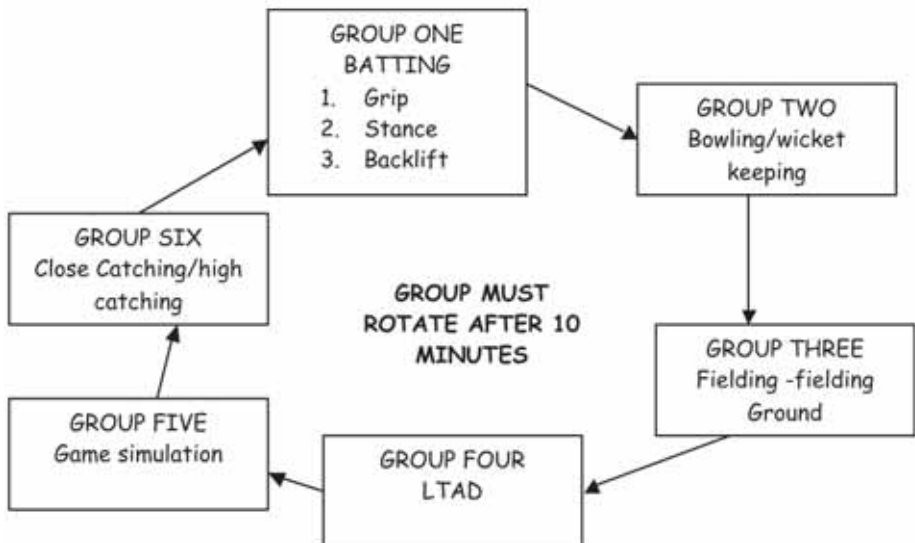 GROUP ONE
BATTING
1. Grip
2. Stance
3. Backlift
GROUP TWO
Bowling/wicket
keeping
GROUP THREE
Fielding -fielding
Ground
GROUP FOUR
LTAD
GROUP FIVE
Game simulation
GROUP SIX
Close Catching/high
catching
GROUP MUST
ROTATE AFTER 10
MINUTES